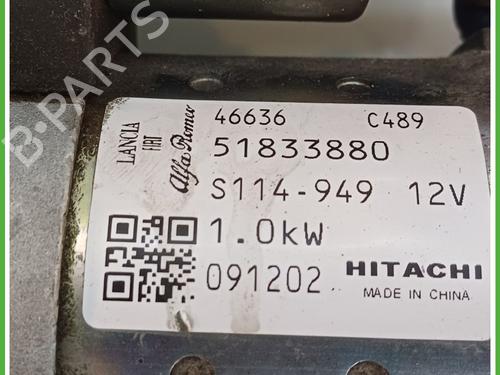 46636 C489
LANCIA
FIAT
Alfa Romeo
51833880
S114-949 12V
1.0kW
091202 HITACHI
MADE IN CHINA
B-PARTS